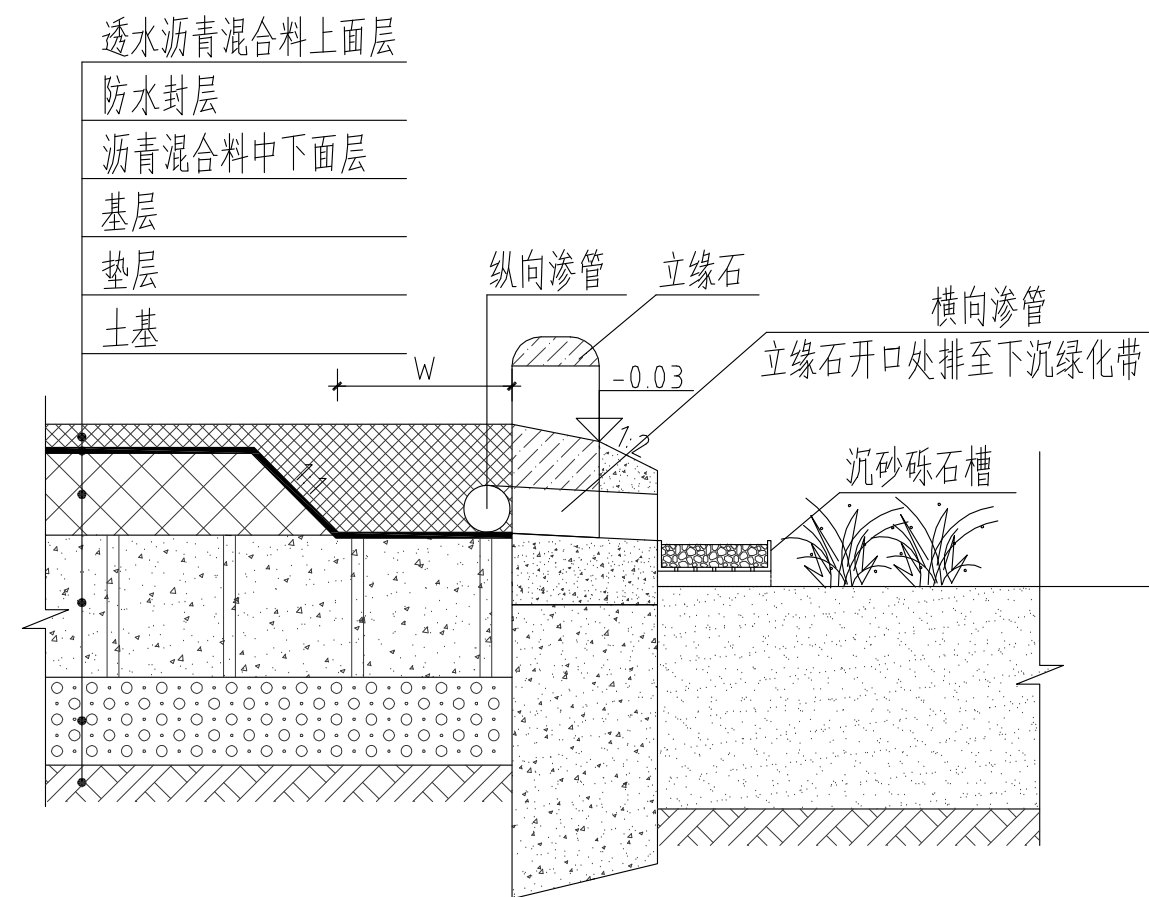 透水沥青混合料上面层
防水封层
沥青混合料中下面层
基层
垫层
土基
纵向渗管
立缘石
横向渗管
立缘石开口处排至下沉绿化带
W
-0.03
1:2
1:1
沉砂砾石槽